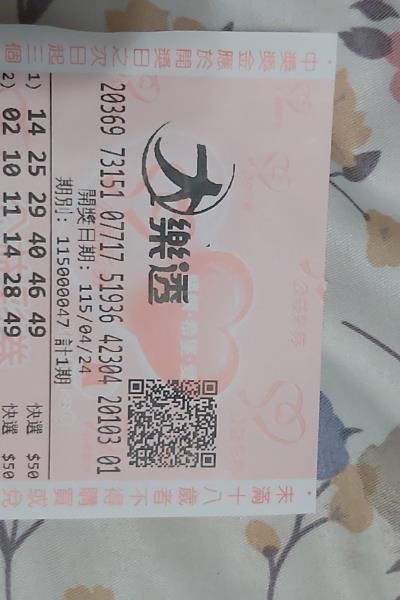 中獎獎金應於開獎日之次日起三個
大樂透
20369 73151 07717 51936 42304 20103 01
開獎日期: 115/04/24
期別: 115000047 計1期
1) 14 25 29 40 46 49 快選 $50
2) 02 10 11 14 28 49 快選 $50
未滿十八歲者不得購買或兌